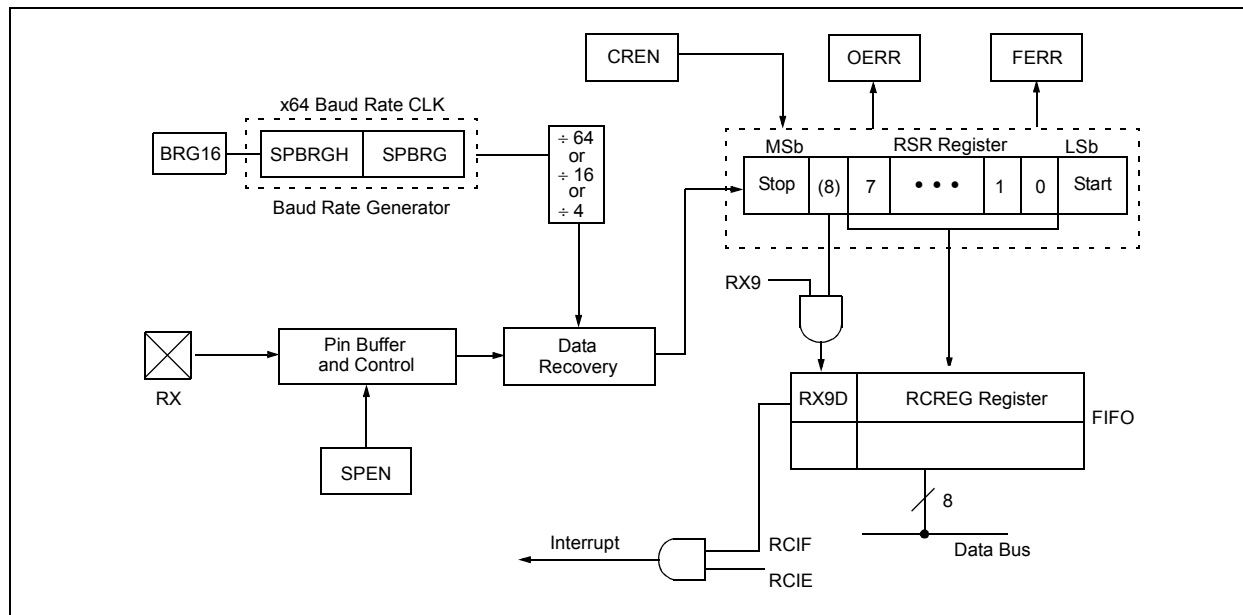 CREN
OERR
FERR
x64 Baud Rate CLK
BRG16
SPBRGH
SPBRG
Baud Rate Generator
÷ 64
or
÷ 16
or
÷ 4
MSb
RSR Register
LSb
Stop
(8)
7
• • •
1
0
Start
RX9
RX
Pin Buffer
and Control
Data
Recovery
SPEN
RX9D
RCREG Register
FIFO
8
Data Bus
Interrupt
RCIF
RCIE